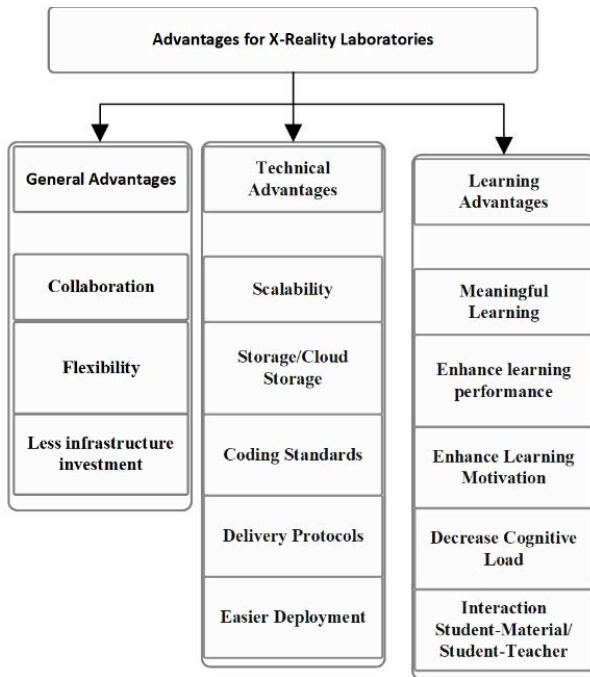 Advantages for X-Reality Laboratories
General Advantages
Collaboration
Flexibility
Less infrastructure
investment
Technical
Advantages
Scalability
Storage/Cloud
Storage
Coding Standards
Delivery Protocols
Easier Deployment
Learning
Advantages
Meaningful
Learning
Enhance learning
performance
Enhance Learning
Motivation
Decrease Cognitive
Load
Interaction
Student-Material/
Student-Teacher